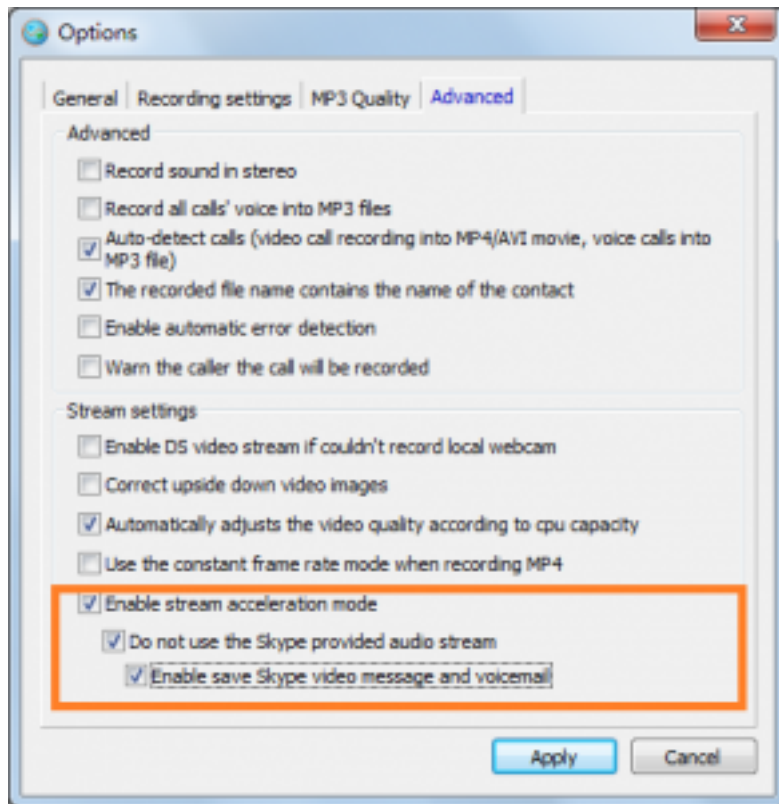 Options
General Recording settings MP3 Quality Advanced
Advanced
Record sound in stereo
Record all calls' voice into MP3 files
Auto-detect calls (video call recording into MP4/AVI movie, voice calls into
MP3 file)
The recorded file name contains the name of the contact
Enable automatic error detection
Warn the caller the call will be recorded
Stream settings
Enable DS video stream if couldn't record local webcam
Correct upside down video images
Automatically adjusts the video quality according to cpu capacity
Use the constant frame rate mode when recording MP4
Enable stream acceleration mode
Do not use the Skype provided audio stream
Enable save Skype video message and voicemail
Apply Cancel